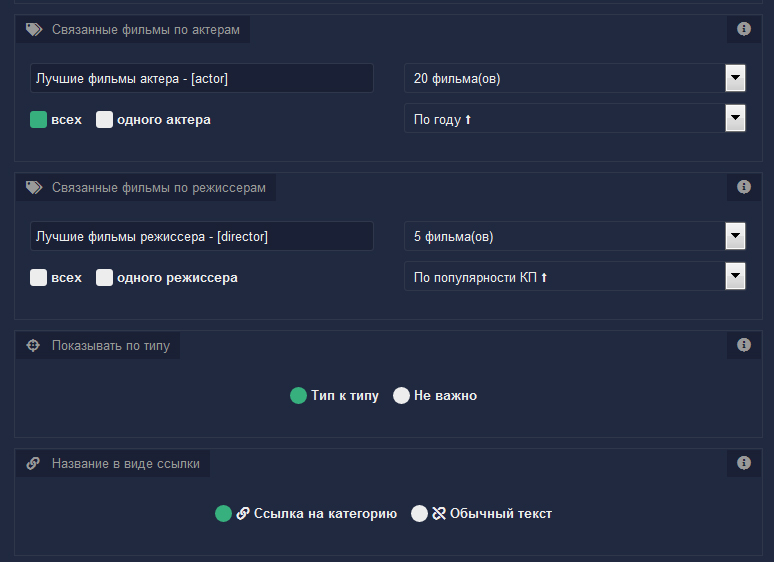 Связанные фильмы по актерам
Лучшие фильмы актера - [actor]
20 фильма(ов)
всех
одного актера
По году ⬆
Связанные фильмы по режиссерам
Лучшие фильмы режиссера - [director]
5 фильма(ов)
всех
одного режиссера
По популярности КП ⬆
Показывать по типу
Тип к типу
Не важно
Название в виде ссылки
Ссылка на категорию
Обычный текст